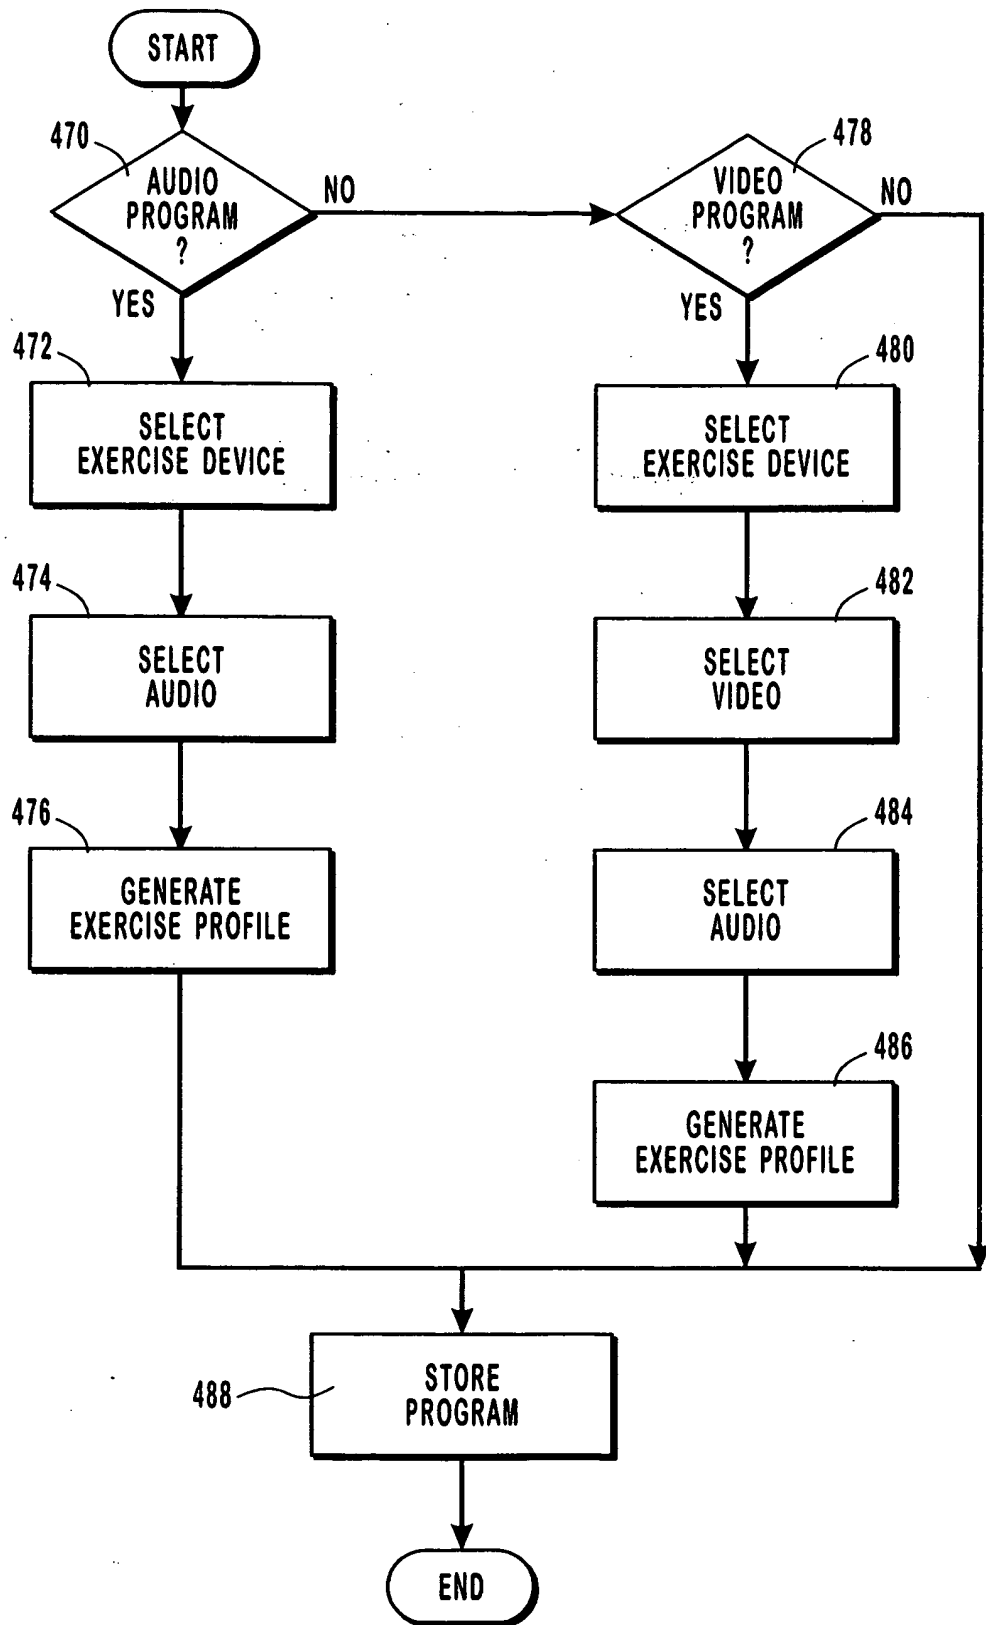 START
470
AUDIO
PROGRAM
?
NO
YES
472
SELECT
EXERCISE DEVICE
474
SELECT
AUDIO
476
GENERATE
EXERCISE PROFILE
478
VIDEO
PROGRAM
?
NO
YES
480
SELECT
EXERCISE DEVICE
482
SELECT
VIDEO
484
SELECT
AUDIO
486
GENERATE
EXERCISE PROFILE
488
STORE
PROGRAM
END